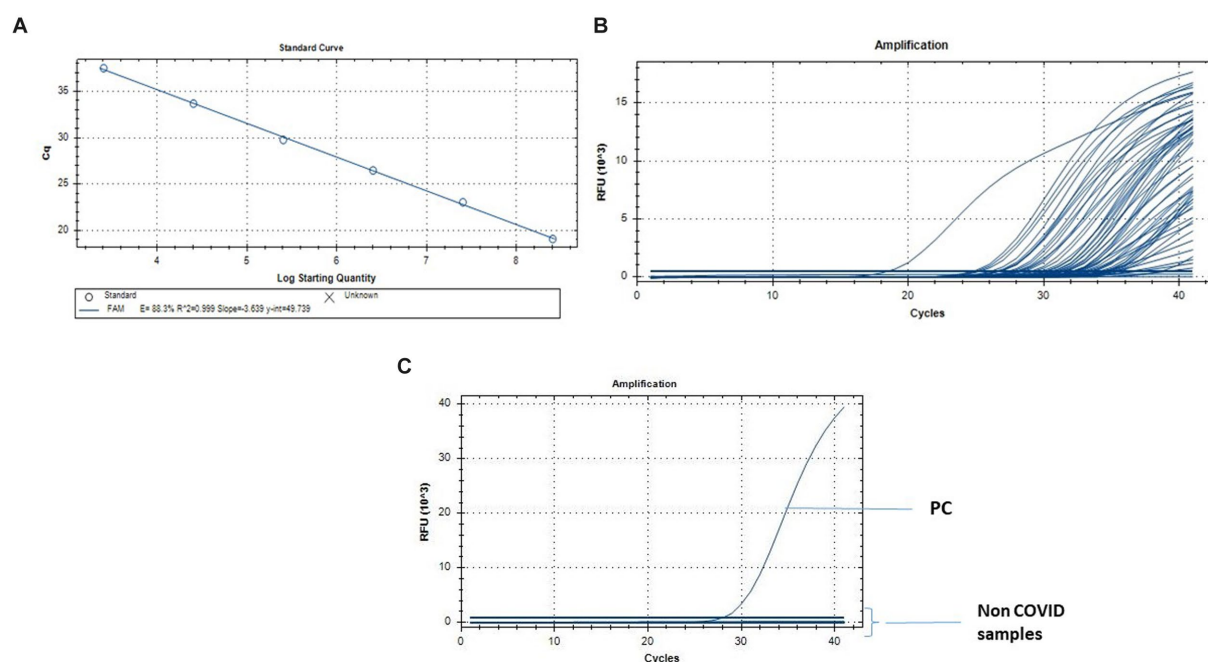 A
Standard Curve
Cq
35
30
25
20
4 5 6 7 8
Log Starting Quantity
Standard Unknown
FAM E= 88.3% R^2=0.999 Slope=-3.639 y-int=49.739
B
Amplification
RFU (10^3)
15
10
5
0
0 10 20 30 40
Cycles
C
Amplification
RFU (10^3)
40
30
20
10
0
0 10 20 30 40
Cycles
PC
Non COVID
samples